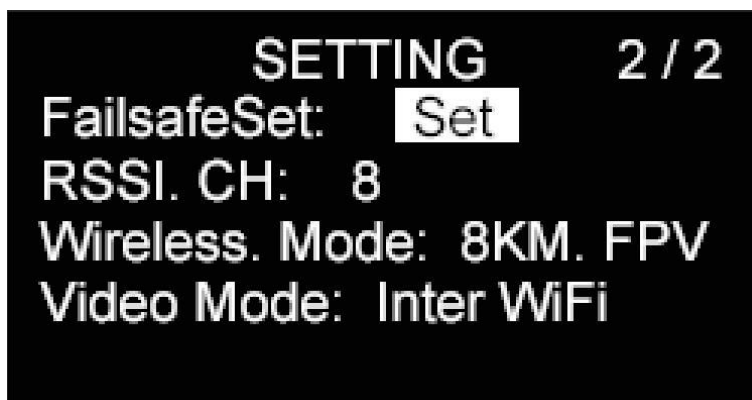 SETTING 2 / 2
FailsafeSet: Set
RSSI. CH: 8
Wireless. Mode: 8KM. FPV
Video Mode: Inter WiFi